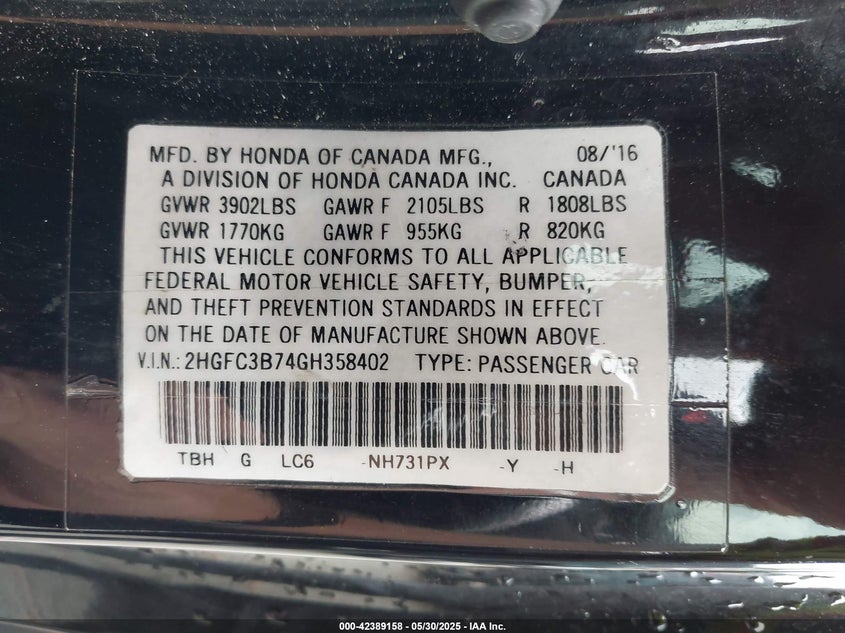 MFD. BY HONDA OF CANADA MFG., 08/'16
A DIVISION OF HONDA CANADA INC. CANADA
GVWR 3902LBS GAWR F 2105LBS R 1808LBS
GVWR 1770KG GAWR F 955KG R 820KG
THIS VEHICLE CONFORMS TO ALL APPLICABLE
FEDERAL MOTOR VEHICLE SAFETY, BUMPER,
AND THEFT PREVENTION STANDARDS IN EFFECT
ON THE DATE OF MANUFACTURE SHOWN ABOVE.
V.I.N.: 2HGFC3B74GH358402 TYPE: PASSENGER CAR
TBH G LC6 -NH731PX -Y -H
000-42389158 - 05/30/2025 - IAA Inc.